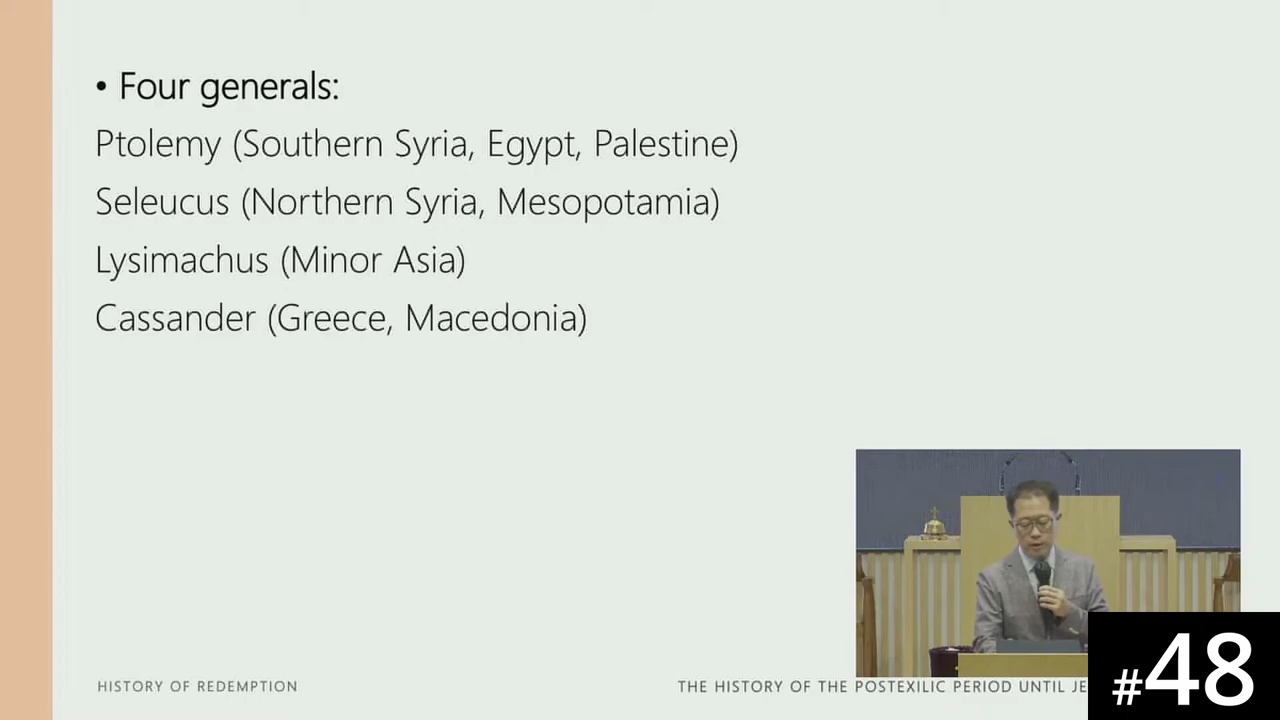 • Four generals:
Ptolemy (Southern Syria, Egypt, Palestine)
Seleucus (Northern Syria, Mesopotamia)
Lysimachus (Minor Asia)
Cassander (Greece, Macedonia)
HISTORY OF REDEMPTION
THE HISTORY OF THE POSTEXILIC PERIOD UNTIL JE
#48